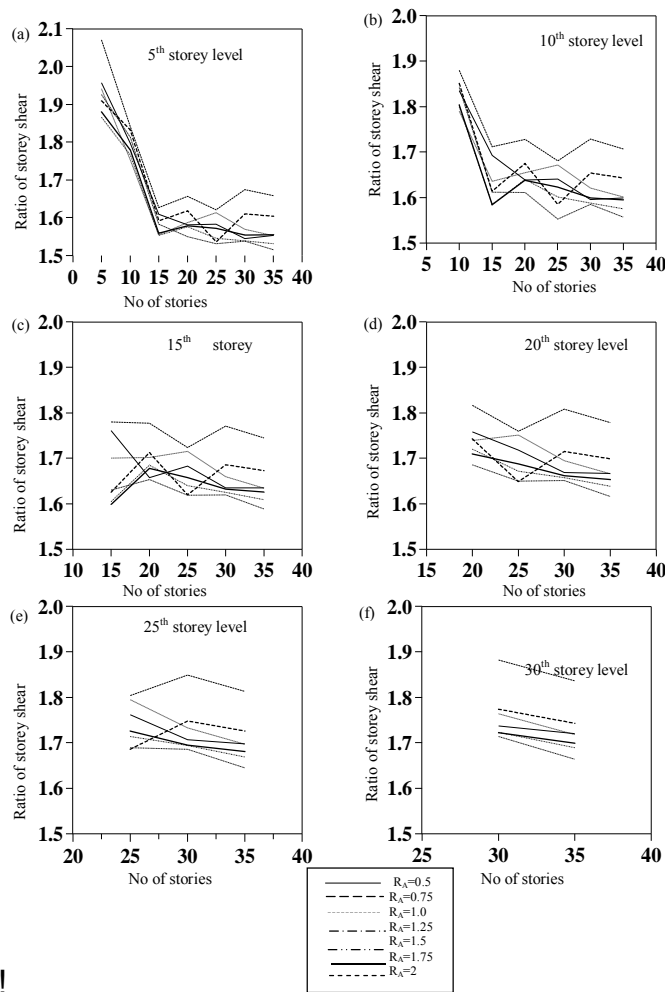 (a)
5th storey level
Ratio of storey shear
2.1
2.0
1.9
1.8
1.7
1.6
1.5
0 5 10 15 20 25 30 35 40
No of stories
(b)
10th storey level
Ratio of storey shear
2.0
1.9
1.8
1.7
1.6
1.5
5 10 15 20 25 30 35 40
No of stories
(c)
15th storey
Ratio of storey shear
2.0
1.9
1.8
1.7
1.6
1.5
10 15 20 25 30 35 40
No of stories
(d)
20th storey level
Ratio of storey shear
2.0
1.9
1.8
1.7
1.6
1.5
15 20 25 30 35 40
No of stories
(e)
25th storey level
Ratio of storey shear
2.0
1.9
1.8
1.7
1.6
1.5
20 25 30 35 40
No of stories
(f)
30th storey level
Ratio of storey shear
2.0
1.9
1.8
1.7
1.6
1.5
25 30 35 40
No of stories
RA=0.5
RA=0.75
RA=1.0
RA=1.25
RA=1.5
RA=1.75
RA=2
!